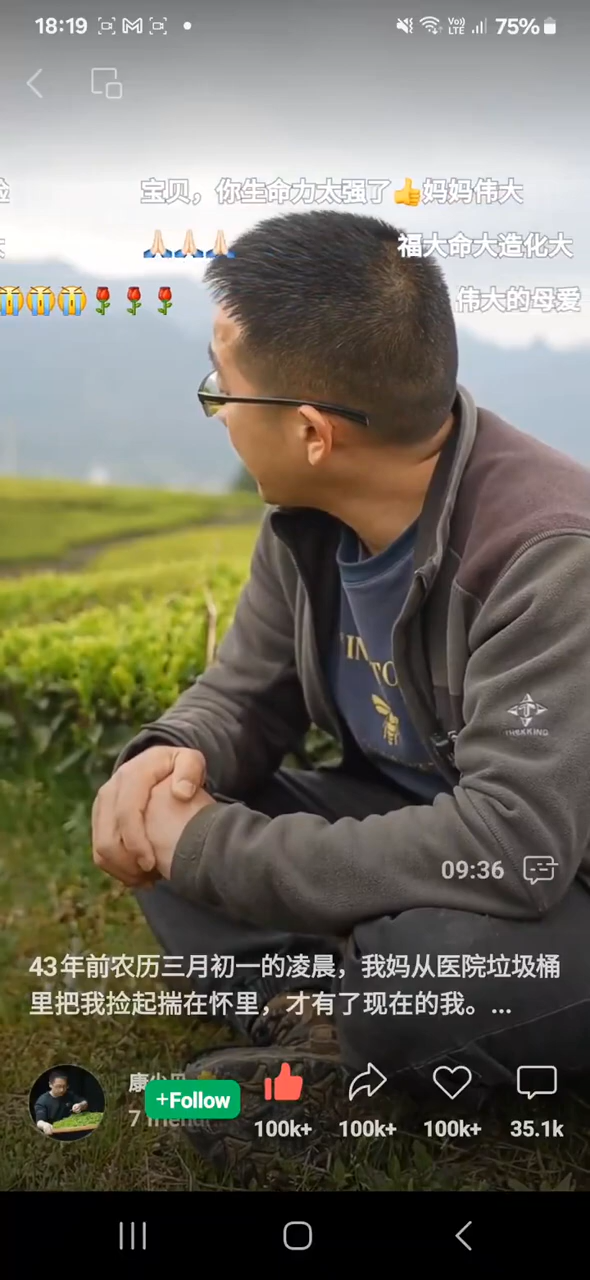 18:19
Vo))
LTE
75%
宝贝，你生命力太强了👍妈妈伟大
🙏🏻🙏🏻🙏🏻
福大命大造化大
😭😭😭🌹🌹🌹
伟大的母爱
TREKKING
09:36
43年前农历三月初一的凌晨，我妈从医院垃圾桶
里把我捡起揣在怀里，才有了现在的我。...
+Follow
100k+
100k+
100k+
35.1k